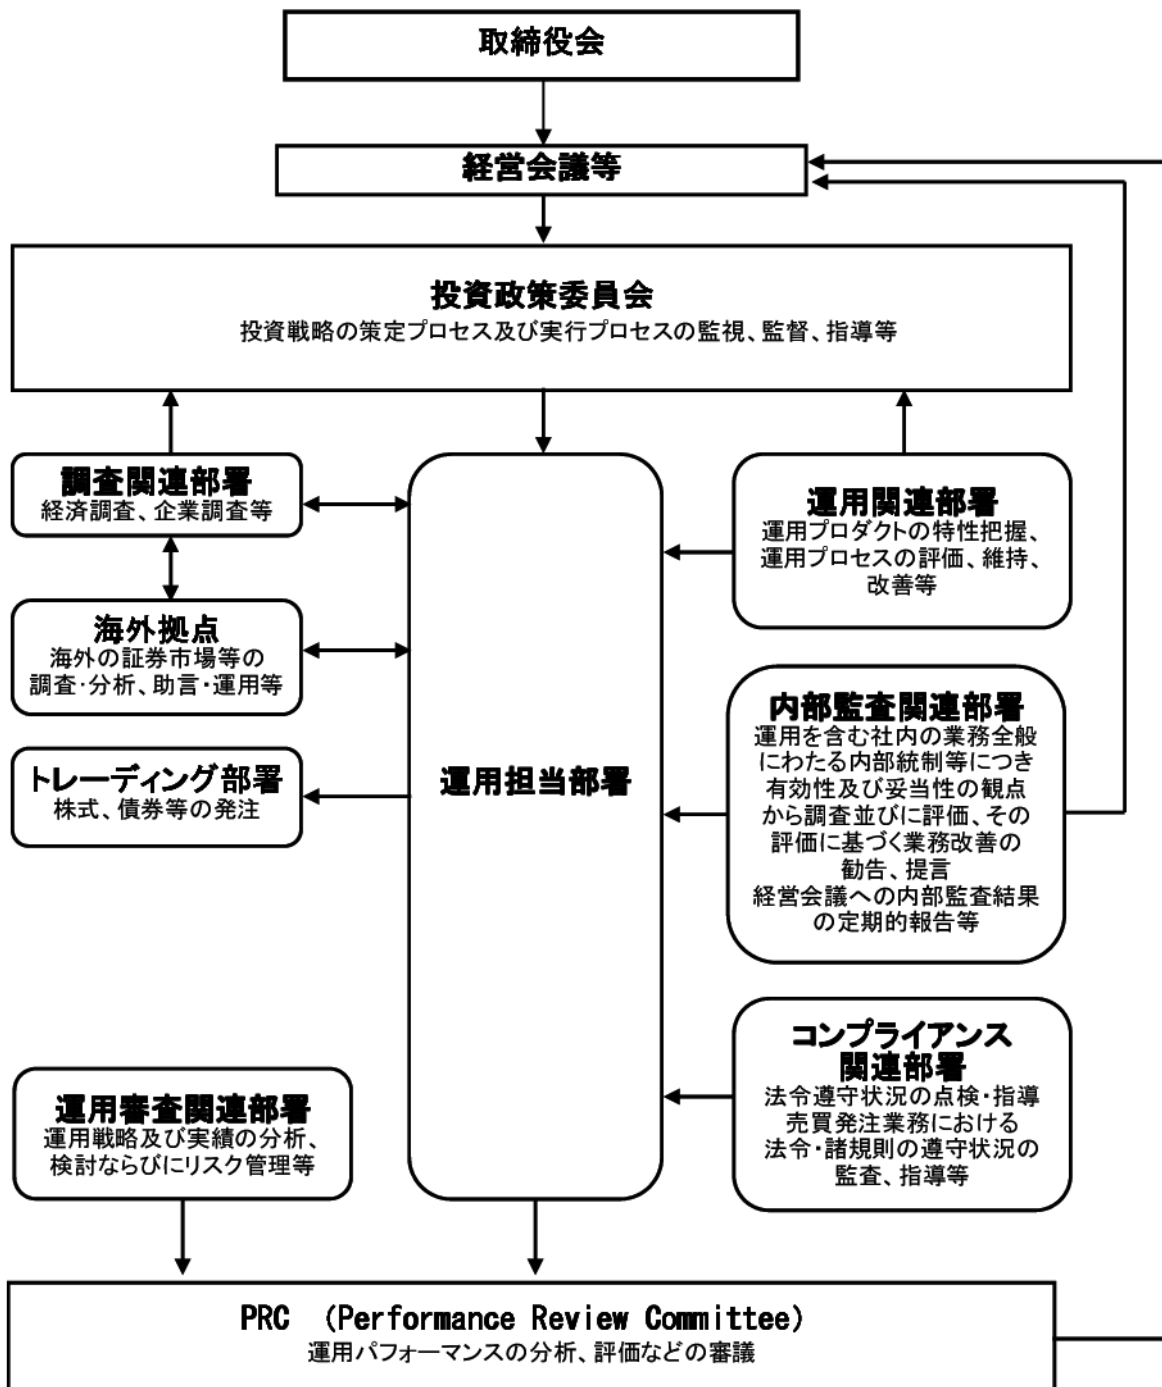 取締役会
経営会議等
投資政策委員会
投資戦略の策定プロセス及び実行プロセスの監視、監督、指導等
調査関連部署
経済調査、企業調査等
海外拠点
海外の証券市場等の
調査・分析、助言・運用等
トレーディング部署
株式、債券等の発注
運用担当部署
運用関連部署
運用プロダクトの特性把握、
運用プロセスの評価、維持、
改善等
内部監査関連部署
運用を含む社内の業務全般
にわたる内部統制等につき
有効性及び妥当性の観点
から調査並びに評価、その
評価に基づく業務改善の
勧告、提言
経営会議への内部監査結果
の定期的報告等
コンプライアンス
関連部署
法令遵守状況の点検・指導
売買発注業務における
法令・諸規則の遵守状況の
監査、指導等
運用審査関連部署
運用戦略及び実績の分析、
検討ならびにリスク管理等
PRC （Performance Review Committee）
運用パフォーマンスの分析、評価などの審議